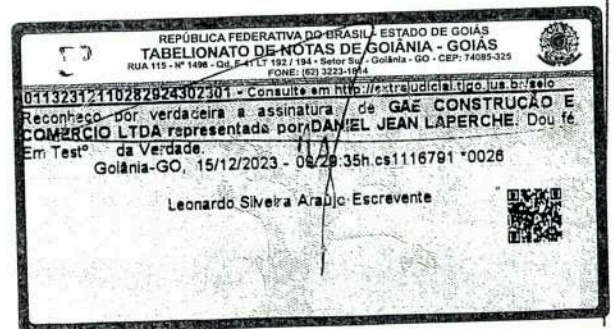 REPÚBLICA FEDERATIVA DO BRASIL - ESTADO DE GOIÁS
TABELIONATO DE NOTAS DE GOIÂNIA - GOIÁS
RUA 115 - Nº 1498 - Qd. F-41 LT 192 / 194 - Setor Sul - Goiânia - GO - CEP: 74085-325
FONE: (62) 3223-1814
01132312110282924302301 - Consulte em http://extrajudicial.tjgo.jus.br/selo
Reconheço por verdadeira a assinatura de GAE CONSTRUCÃO E
COMERCIO LTDA representada por DANIEL JEAN LAPERCHE. Dou fé.
Em Testº da Verdade.
Goiânia-GO, 15/12/2023 - 09:29:35h.cs1116791 *0026
Leonardo Silveira Araujo-Escrevente